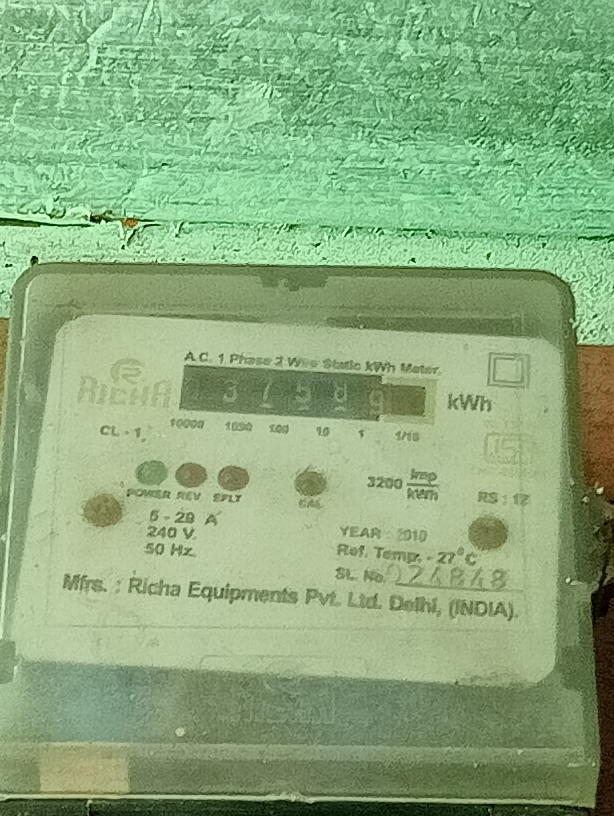 A.C. 1 Phase 2 Wire Static kWh Meter.
RICHA
kWh
CL - 1.
10000 1000 100 10 1 1/10
POWER REV EFLT
CAL
3200 imp/kWh
RS : 12
5 - 20 A
240 V.
50 Hz.
YEAR : 2010
Ref. Temp. - 27°C
SL. No. 024848
Mfrs. : Richa Equipments Pvt. Ltd. Delhi, (INDIA).